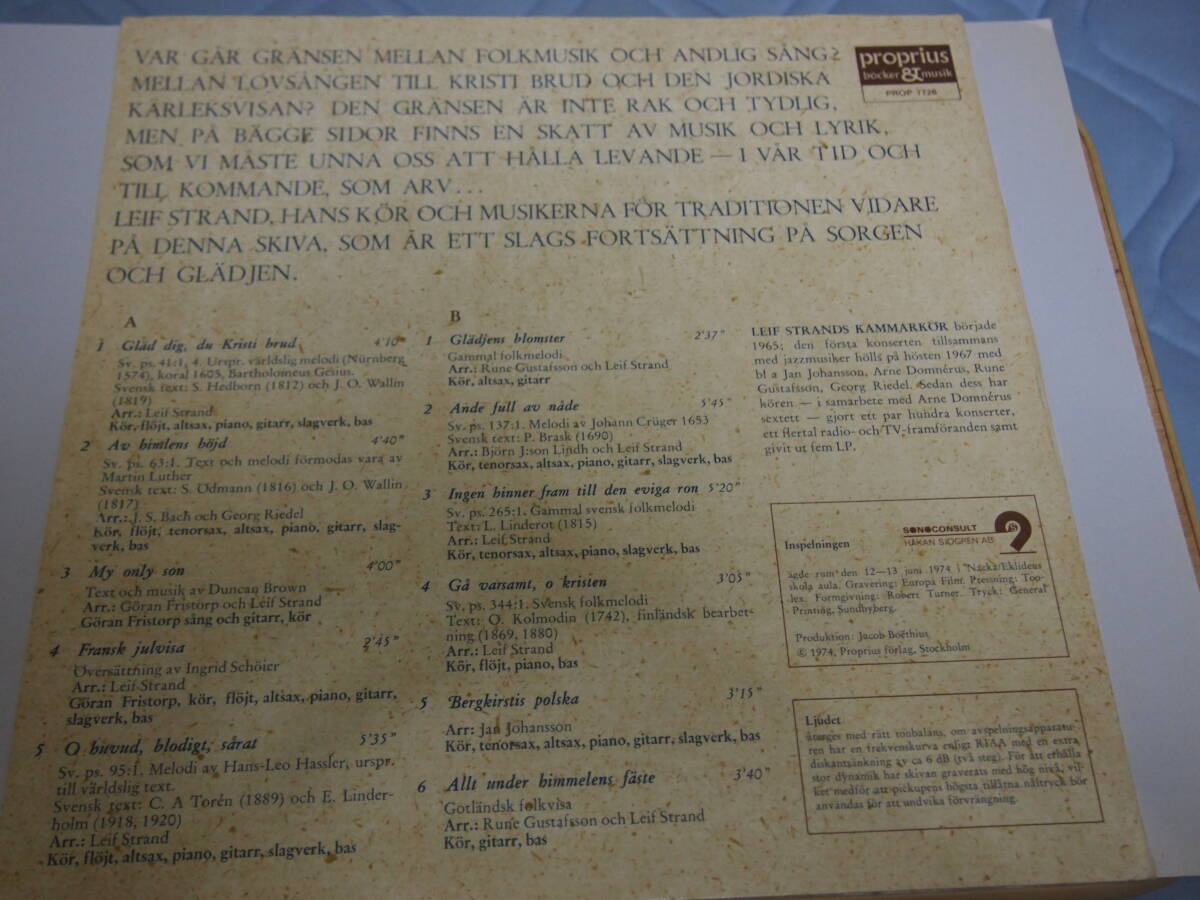 VAR GÅR GRÄNSEN MELLAN FOLKMUSIK OCH ANDLIG SÅNG?
MELLAN LOVSÅNGEN TILL KRISTI BRUD OCH DEN JORDISKA
KÄRLEKSVISAN? DEN GRÄNSEN ÄR INTE RAK OCH TYDLIG,
MEN PÅ BÄGGE SIDOR FINNS EN SKATT AV MUSIK OCH LYRIK,
SOM VI MÅSTE UNNA OSS ATT HÅLLA LEVANDE — I VÅR TID OCH
TILL KOMMANDE, SOM ARV...
LEIF STRAND, HANS KÖR OCH MUSIKERNA FÖR TRADITIONEN VIDARE
PÅ DENNA SKIVA, SOM ÄR ETT SLAGS FORTSÄTTNING PÅ SORGEN
OCH GLÄDJEN.
proprius
böcker & musik
PROP 7726
A
1 Gläd dig, du Kristi brud 4'10"
Sv. ps. 41:1, 4. Urspr. världslig melodi (Nürnberg
1574), koral 1605, Bartholomeus Gesius.
Svensk text: S. Hedborn (1812) och J. O. Wallin
(1819)
Arr.: Leif Strand
Kör, flöjt, altsax, piano, gitarr, slagverk, bas
2 Av himlens höjd 4'40"
Sv. ps. 63:1. Text och melodi förmodas vara av
Martin Luther
Svensk text: S. Ödmann (1816) och J. O. Wallin
(1817)
Arr.: J. S. Bach och Georg Riedel
Kör, flöjt, tenorsax, altsax, piano, gitarr, slag-
verk, bas
3 My only son 4'00"
Text och musik av Duncan Brown
Arr.: Göran Fristorp och Leif Strand
Göran Fristorp sång och gitarr, kör
4 Fransk julvisa 2'45"
Översättning av Ingrid Schöier
Arr.: Leif Strand
Göran Fristorp, kör, flöjt, altsax, piano, gitarr,
slagverk, bas
5 O huvud, blodigt, sårat 5'35"
Sv. ps. 95:1. Melodi av Hans-Leo Hassler, urspr.
till världslig text.
Svensk text: C. A Torén (1889) och E. Linder-
holm (1918, 1920)
Arr.: Leif Strand
Kör, flöjt, altsax, piano, gitarr, slagverk, bas
B
1 Glädjens blomster 2'37"
Gammal folkmelodi
Arr.: Rune Gustafsson och Leif Strand
Kör, altsax, gitarr
2 Ande full av nåde 5'45"
Sv. ps. 137:1. Melodi av Johann Crüger 1653
Svensk text: P. Brask (1690)
Arr.: Björn J:son Lindh och Leif Strand
Kör, tenorsax, altsax, piano, gitarr, slagverk, bas
3 Ingen hinner fram till den eviga ron 5'20"
Sv. ps. 265:1. Gammal svensk folkmelodi
Text: L. Linderot (1815)
Arr.: Leif Strand
Kör, tenorsax, altsax, piano, slagverk, bas
4 Gå varsamt, o kristen 3'05"
Sv. ps. 344:1. Svensk folkmelodi
Text: O. Kolmodin (1742), finländsk bearbet-
ning (1869, 1880)
Arr.: Leif Strand
Kör, flöjt, piano, bas
5 Bergkirstis polska 3'15"
Arr: Jan Johansson
Kör, tenorsax, altsax, piano, gitarr, slagverk, bas
6 Allt under himmelens fäste 3'40"
Gotländsk folkvisa
Arr.: Rune Gustafsson och Leif Strand
Kör, gitarr, bas
LEIF STRANDS KAMMARKÖR började
1965; den första konserten tillsammans
med jazzmusiker hölls på hösten 1967 med
bl a Jan Johansson, Arne Domnérus, Rune
Gustafsson, Georg Riedel. Sedan dess har
kören — i samarbete med Arne Domnérus
sextett — gjort ett par hundra konserter,
ett flertal radio- och TV-framföranden samt
givit ut fem LP.
SONOCONSULT
HÅKAN SJÖGREN AB
Inspelningen
ägde rum den 12—13 juni 1974 i Nacka/Eklidens
skola aula. Gravering: Europa Film. Pressning: Too-
lex. Formgivning: Robert Turner. Tryck: General
Printing, Sundbyberg.
Produktion: Jacob Boëthius
© 1974, Proprius förlag, Stockholm
Ljudet
återges med rätt tonbalans, om avspelningsapparatu-
ren har en frekvenskurva enligt RIAA med en extra
diskantsänkning av ca 6 dB (två steg). För att erhålla
stor dynamik har skivan graverats med hög nivå, vil-
ket medför att pickupens högsta tillåtna nåltryck bör
användas för att undvika förvrängning.